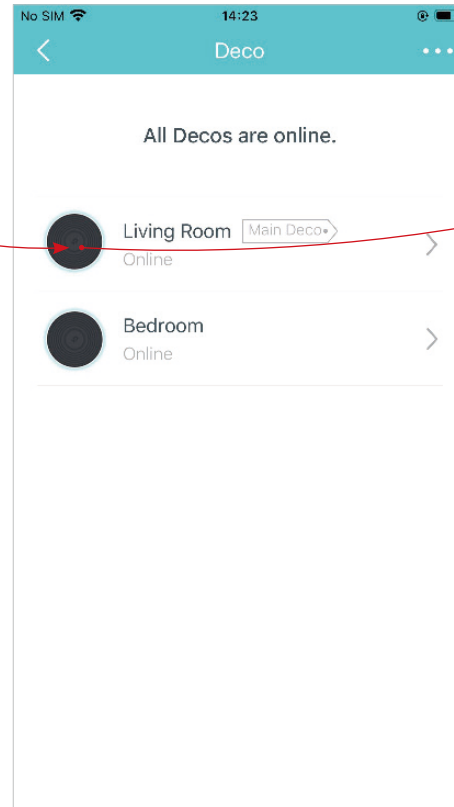 No SIM 14:23
Deco
All Decos are online.
Living Room Main Deco
Online
Bedroom
Online